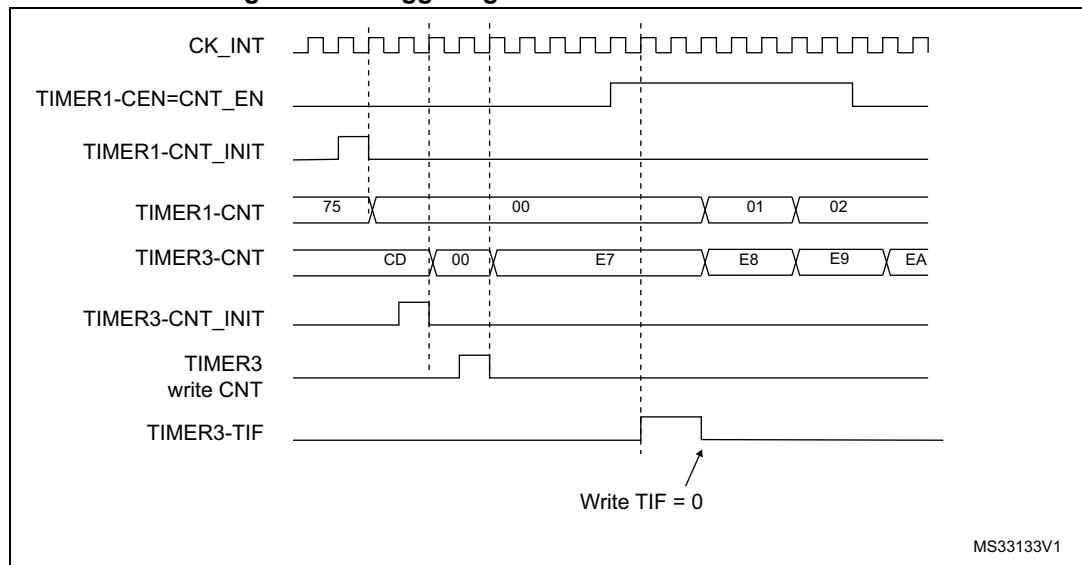 CK_INT
TIMER1-CEN=CNT_EN
TIMER1-CNT_INIT
TIMER1-CNT 75 00 01 02
TIMER3-CNT CD 00 E7 E8 E9 EA
TIMER3-CNT_INIT
TIMER3
write CNT
TIMER3-TIF
Write TIF = 0
MS33133V1